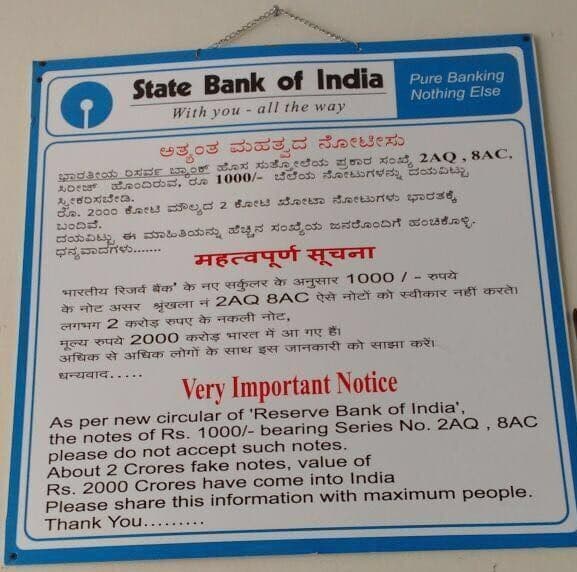 State Bank of India
With you - all the way
Pure Banking
Nothing Else
ಅತ್ಯಂತ ಮಹತ್ವದ ನೋಟೀಸು
ಭಾರತೀಯ ರಿಸರ್ವ ಬ್ಯಾಂಕ್ ಹೊಸ ಸುತ್ತೋಲೆಯ ಪ್ರಕಾರ ಸಂಖ್ಯೆ 2AQ , 8AC.
ಸಿರೀಜ್ ಹೊಂದಿರುವ, ರೂ 1000/- ಬೆಲೆಯ ನೋಟುಗಳನ್ನು ದಯವಿಟ್ಟು
ಸ್ವೀಕರಿಸಬೇಡಿ.
ರೂ. 2000 ಕೋಟಿ ಮೌಲ್ಯದ 2 ಕೋಟಿ ಖೋಟಾ ನೋಟುಗಳು ಭಾರತಕ್ಕೆ
ಬಂದಿವೆ.
ದಯವಿಟ್ಟು ಈ ಮಾಹಿತಿಯನ್ನು ಹೆಚ್ಚಿನ ಸಂಖ್ಯೆಯ ಜನರೊಂದಿಗೆ ಹಂಚಿಕೊಳ್ಳಿ.
ಧನ್ಯವಾದಗಳು.......
महत्वपूर्ण सूचना
भारतीय रिजर्व बैंक' के नए सर्कुलर के अनुसार 1000 / - रुपये
के नोट असर श्रृंखला नं 2AQ 8AC ऐसे नोटों को स्वीकार नहीं करते।
लगभग 2 करोड़ रुपए के नकली नोट,
मूल्य रुपये 2000 करोड़ भारत में आ गए हैं।
अधिक से अधिक लोगों के साथ इस जानकारी को साझा करें।
धन्यवाद.....
Very Important Notice
As per new circular of 'Reserve Bank of India',
the notes of Rs. 1000/- bearing Series No. 2AQ , 8AC
please do not accept such notes.
About 2 Crores fake notes, value of
Rs. 2000 Crores have come into India
Please share this information with maximum people.
Thank You.........